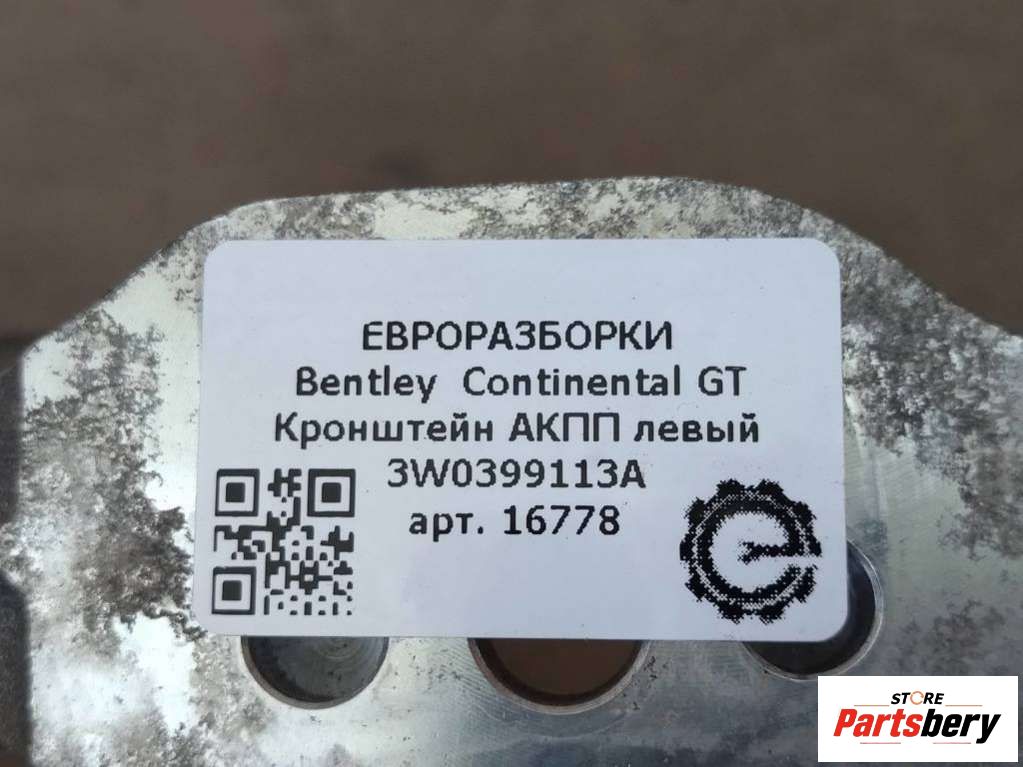 ЕВРОРАЗБОРКИ
Bentley Continental GT
Кронштейн АКПП левый
3W0399113A
арт. 16778
STORE
Partsbery